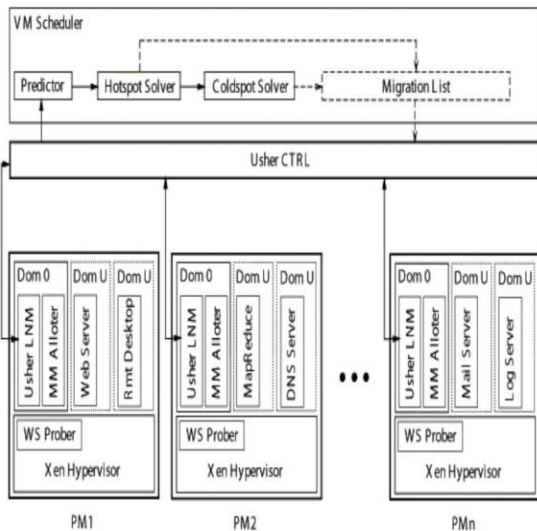 VM Scheduler
Predictor
Hotspot Solver
Coldspot Solver
Migration List
Usher CTRL
Dom 0
Dom U
Dom U
Usher LNM
MM Alloter
Web Server
Rmt Desktop
WS Prober
Xen Hypervisor
PM1
Dom 0
Dom U
Dom U
Usher LNM
MM Alloter
MapReduce
DNS Server
WS Prober
Xen Hypervisor
PM2
•••
Dom 0
Dom U
Dom U
Usher LNM
MM Alloter
Mail Server
Log Server
WS Prober
Xen Hypervisor
PMn